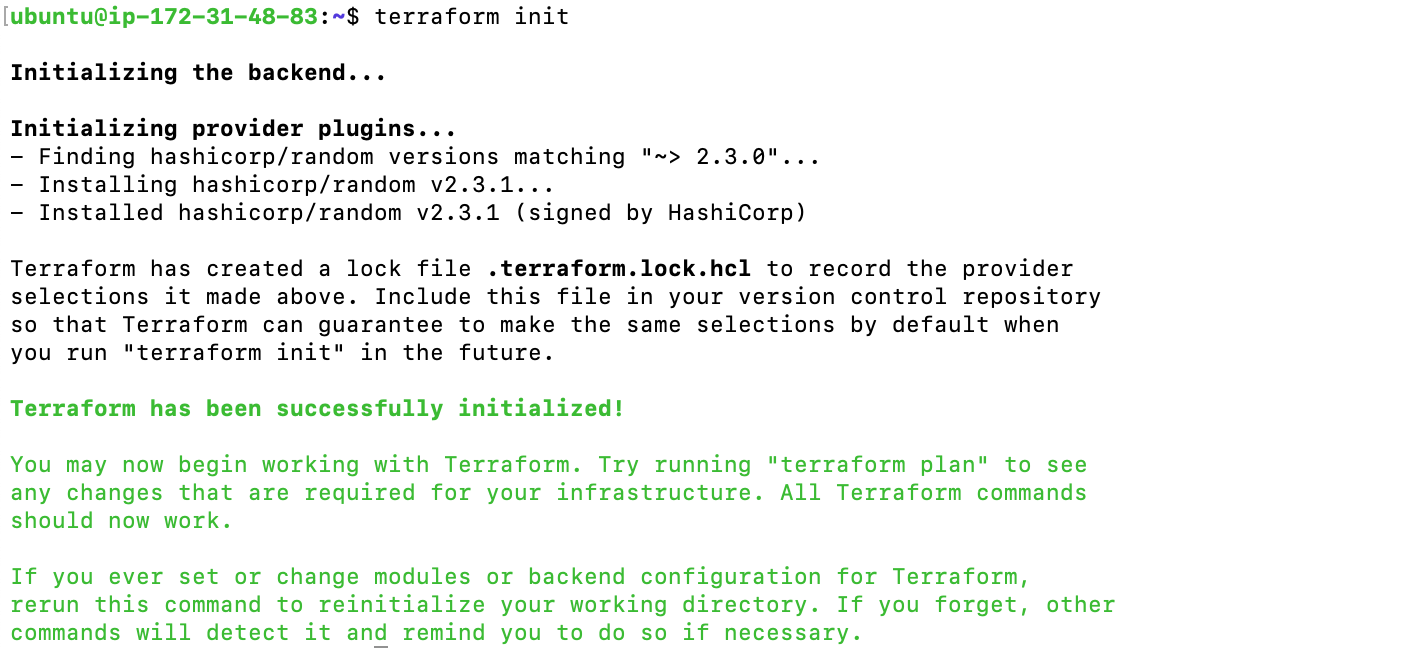 [ubuntu@ip-172-31-48-83:~$ terraform init
Initializing the backend...
Initializing provider plugins...
- Finding hashicorp/random versions matching "~> 2.3.0"...
- Installing hashicorp/random v2.3.1...
- Installed hashicorp/random v2.3.1 (signed by HashiCorp)
Terraform has created a lock file .terraform.lock.hcl to record the provider
selections it made above. Include this file in your version control repository
so that Terraform can guarantee to make the same selections by default when
you run "terraform init" in the future.
Terraform has been successfully initialized!
You may now begin working with Terraform. Try running "terraform plan" to see
any changes that are required for your infrastructure. All Terraform commands
should now work.
If you ever set or change modules or backend configuration for Terraform,
rerun this command to reinitialize your working directory. If you forget, other
commands will detect it and remind you to do so if necessary.